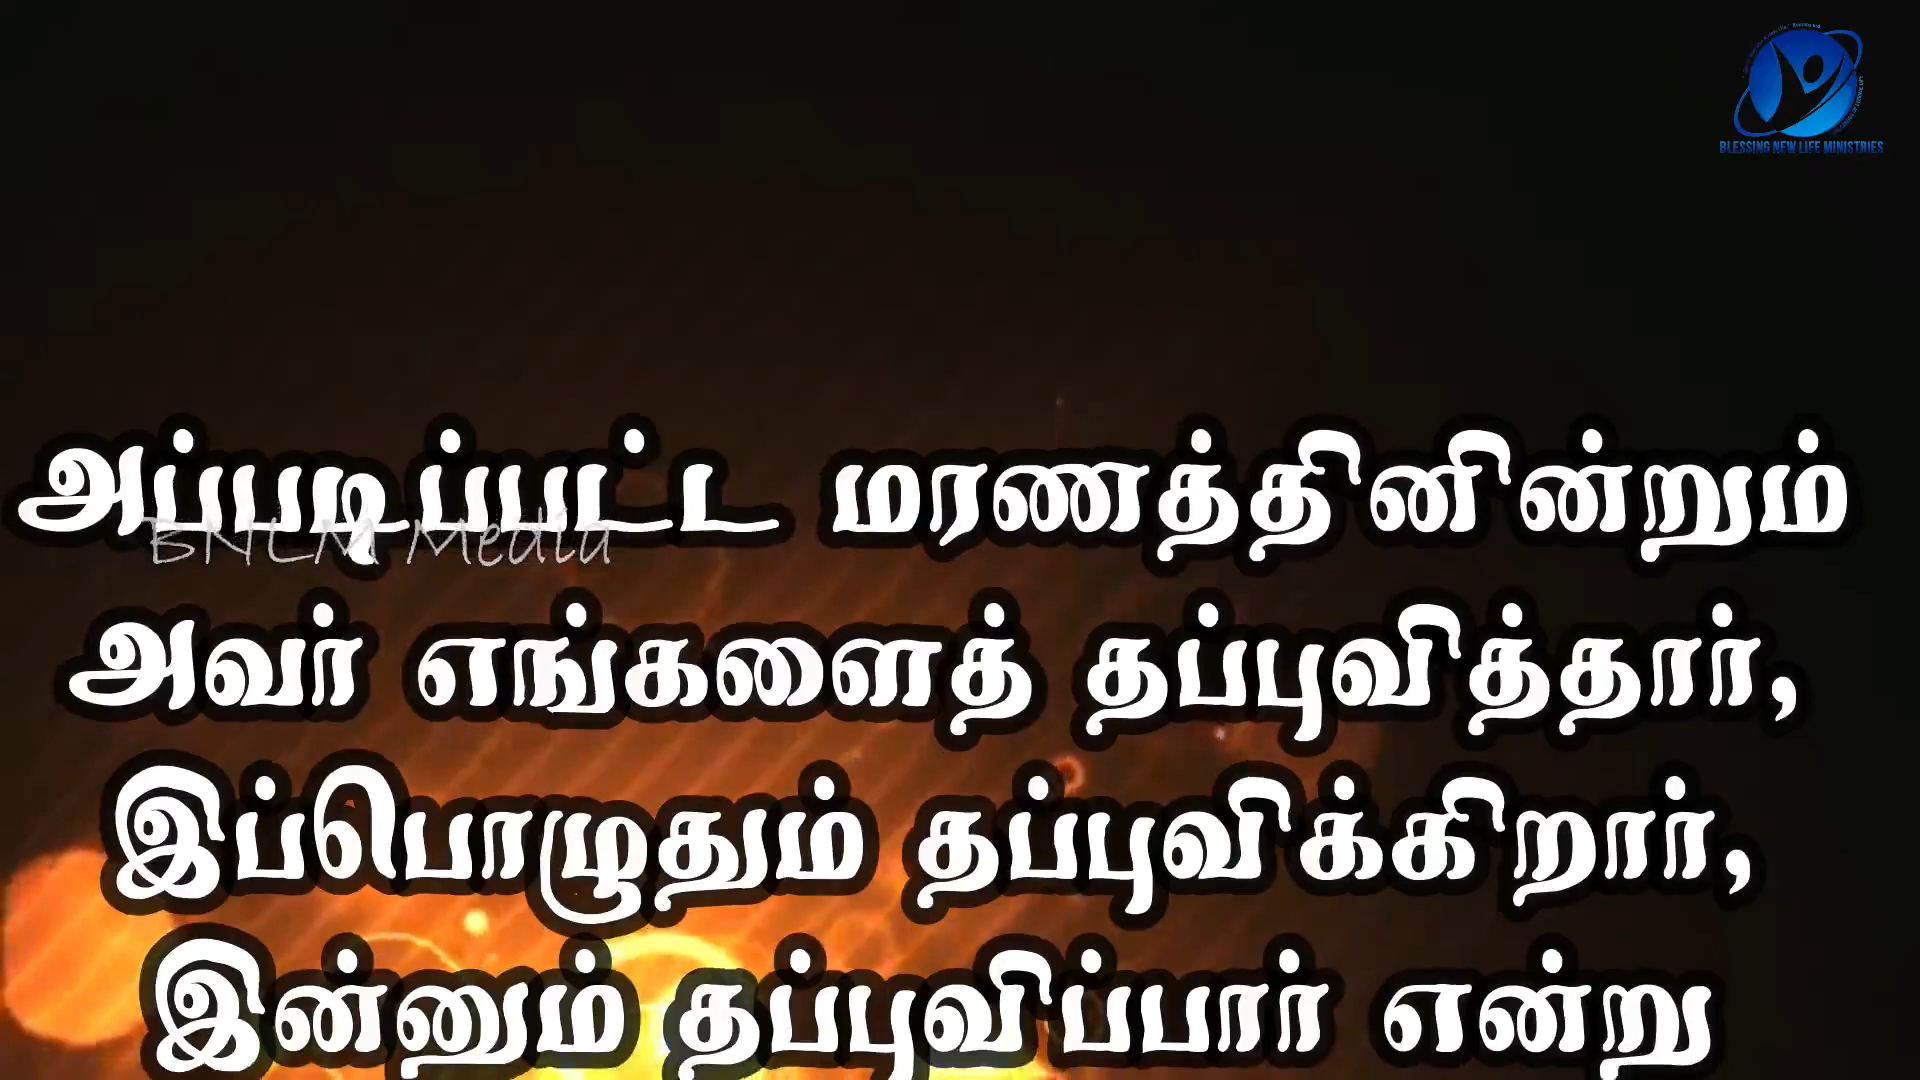 BLESSING NEW LIFE MINISTRIES
அப்படிப்பட்ட மரணத்தினின்றும்
BNLM Media
அவர் எங்களைத் தப்புவித்தார்,
இப்பொழுதும் தப்புவிக்கிறார்,
இன்னும் தப்புவிப்பார் என்று